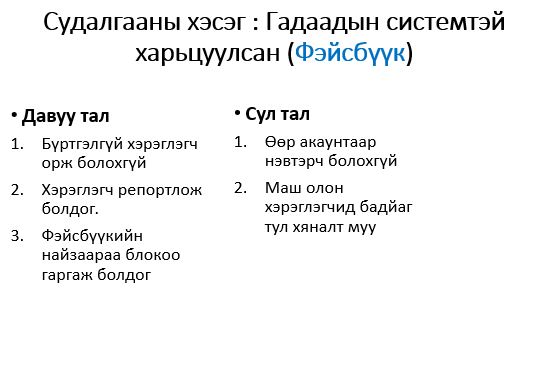 Судалгааны хэсэг : Гадаадын системтэй
харьцуулсан (Фэйсбүүк)
• Давуу тал
1. Бүртгэлгүй хэрэглэгч
орж болохгүй
2. Хэрэглэгч репортлож
болдог.
3. Фэйсбүүкийн
найзаараа блокоо
гаргаж болдог
• Сул тал
1. Өөр акаунтаар
нэвтэрч болохгүй
2. Маш олон
хэрэглэгчид бадйаг
тул хяналт муу